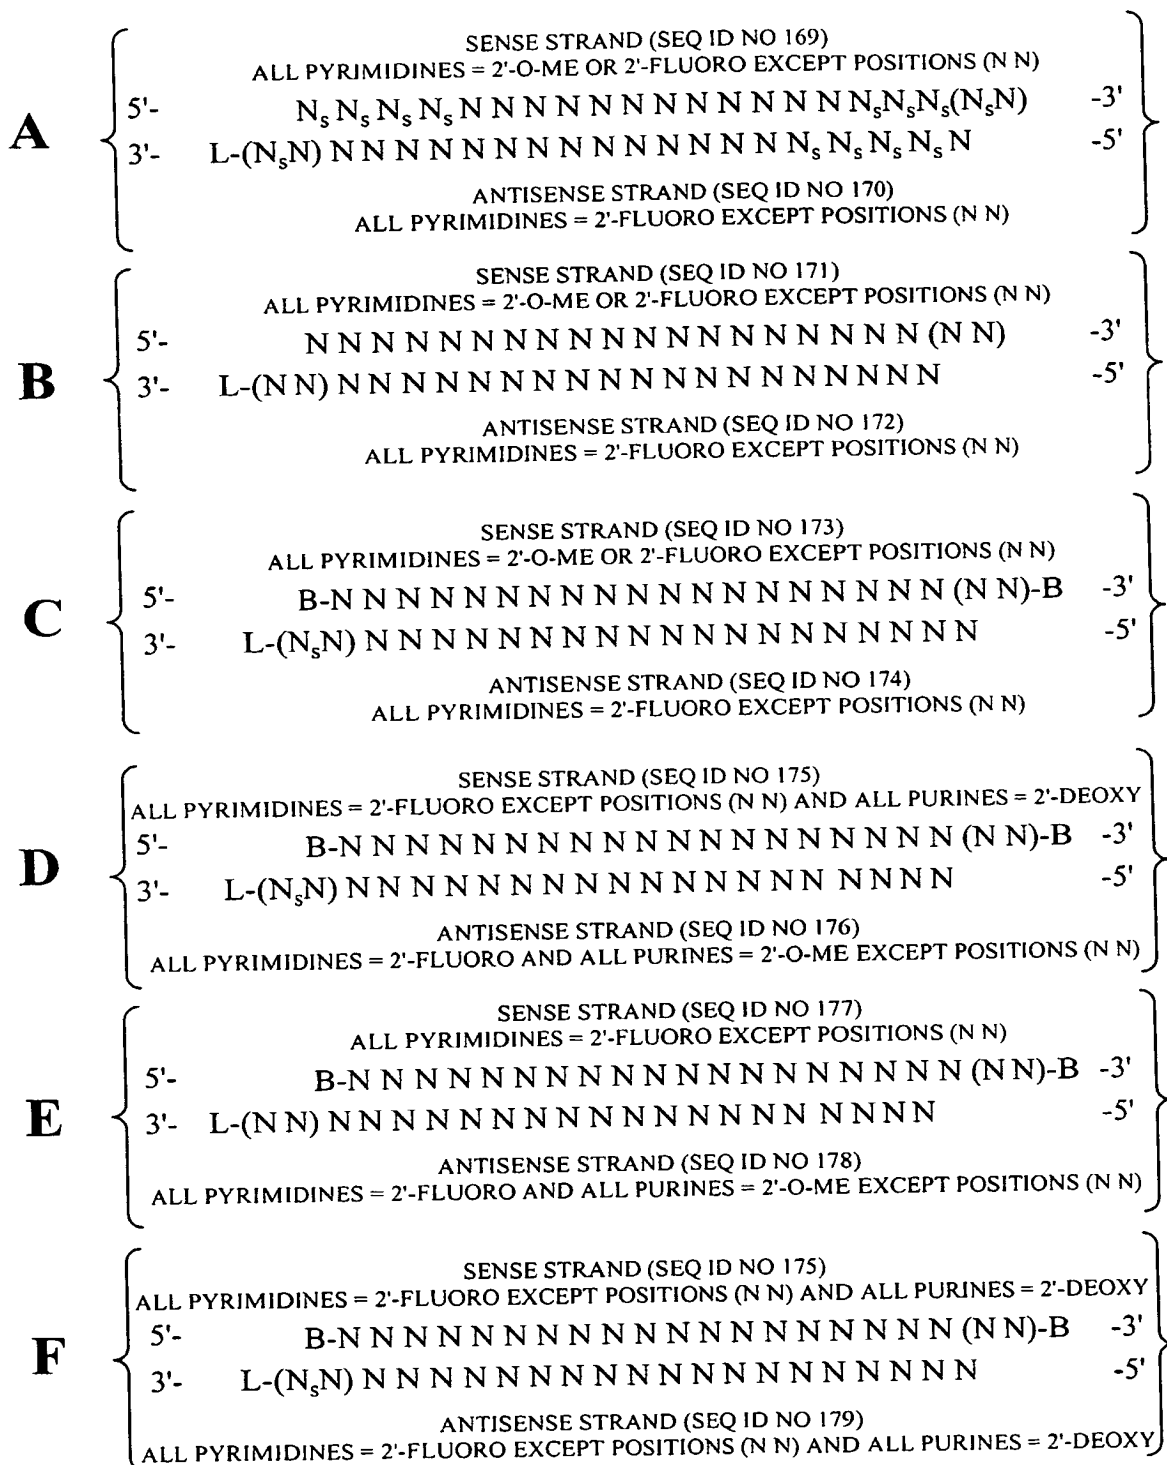 A
SENSE STRAND (SEQ ID NO 169)
ALL PYRIMIDINES = 2'-O-ME OR 2'-FLUORO EXCEPT POSITIONS (N N)
5'- NₛNₛNₛNₛN N N N N N N N N N N N NₛNₛNₛ(NₛN) -3'
3'- L-(NₛN) N N N N N N N N N N N N N N NₛNₛNₛNₛN -5'
ANTISENSE STRAND (SEQ ID NO 170)
ALL PYRIMIDINES = 2'-FLUORO EXCEPT POSITIONS (N N)
B
SENSE STRAND (SEQ ID NO 171)
ALL PYRIMIDINES = 2'-O-ME OR 2'-FLUORO EXCEPT POSITIONS (N N)
5'- N N N N N N N N N N N N N N N N N N N (N N) -3'
3'- L-(N N) N N N N N N N N N N N N N N N N N N N -5'
ANTISENSE STRAND (SEQ ID NO 172)
ALL PYRIMIDINES = 2'-FLUORO EXCEPT POSITIONS (N N)
C
SENSE STRAND (SEQ ID NO 173)
ALL PYRIMIDINES = 2'-O-ME OR 2'-FLUORO EXCEPT POSITIONS (N N)
5'- B-N N N N N N N N N N N N N N N N N N N (N N)-B -3'
3'- L-(NₛN) N N N N N N N N N N N N N N N N N N N -5'
ANTISENSE STRAND (SEQ ID NO 174)
ALL PYRIMIDINES = 2'-FLUORO EXCEPT POSITIONS (N N)
D
SENSE STRAND (SEQ ID NO 175)
ALL PYRIMIDINES = 2'-FLUORO EXCEPT POSITIONS (N N) AND ALL PURINES = 2'-DEOXY
5'- B-N N N N N N N N N N N N N N N N N N N (N N)-B -3'
3'- L-(NₛN) N N N N N N N N N N N N N N N N N N N -5'
ANTISENSE STRAND (SEQ ID NO 176)
ALL PYRIMIDINES = 2'-FLUORO AND ALL PURINES = 2'-O-ME EXCEPT POSITIONS (N N)
E
SENSE STRAND (SEQ ID NO 177)
ALL PYRIMIDINES = 2'-FLUORO EXCEPT POSITIONS (N N)
5'- B-N N N N N N N N N N N N N N N N N N N (N N)-B -3'
3'- L-(N N) N N N N N N N N N N N N N N N N N N N -5'
ANTISENSE STRAND (SEQ ID NO 178)
ALL PYRIMIDINES = 2'-FLUORO AND ALL PURINES = 2'-O-ME EXCEPT POSITIONS (N N)
F
SENSE STRAND (SEQ ID NO 175)
ALL PYRIMIDINES = 2'-FLUORO EXCEPT POSITIONS (N N) AND ALL PURINES = 2'-DEOXY
5'- B-N N N N N N N N N N N N N N N N N N N (N N)-B -3'
3'- L-(NₛN) N N N N N N N N N N N N N N N N N N N -5'
ANTISENSE STRAND (SEQ ID NO 179)
ALL PYRIMIDINES = 2'-FLUORO EXCEPT POSITIONS (N N) AND ALL PURINES = 2'-DEOXY